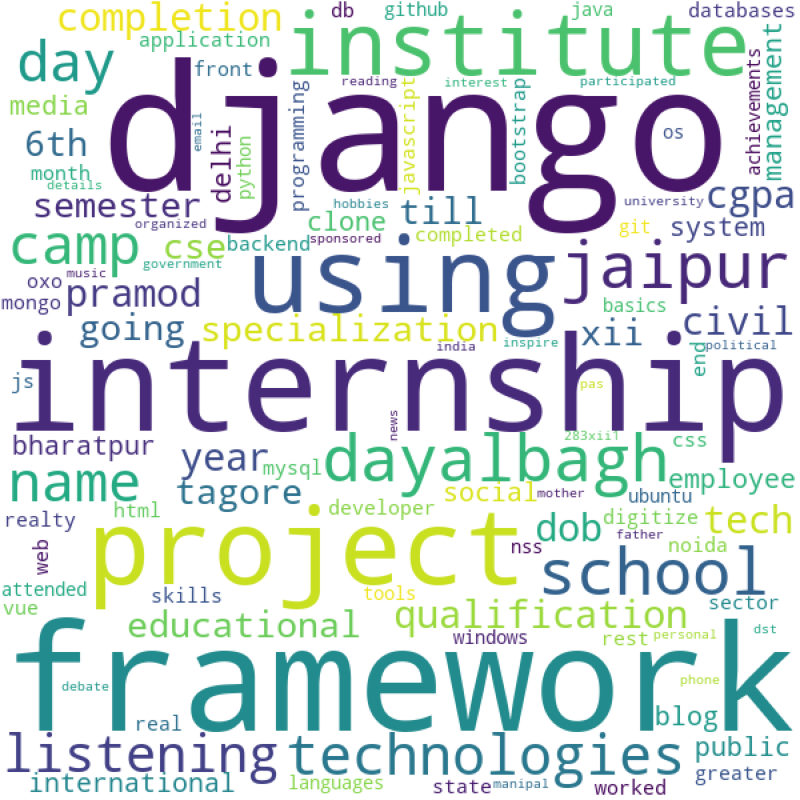 completion
db
github
java
databases
application
institute
day
front
reading
interest
participated
achievements
management
media
django
6th
email
delhi
python
programming
javascript
bootstrap
os
month
details
hobbies
university
cgpa
semester
organized
clone
till
git
system
camp
cse
backend
sponsored
completed
using
jaipur
government
oxo
music
mongo
pramod
basics
going
specialization
xii
civil
india
inspire
end
political
js
internship
pas
news
bharatpur
year
mysql
dayalbagh
283xii1
css
name
tagore
social
mother
employee
ubuntu
realty
html
developer
project
dob
digitize
tech
web
nss
father
noida
school
attended
vue
skills
tools
qualification
sector
educational
windows
rest
personal
dst
framework
debate
real
phone
blog
listening
technologies
public
international
languages
state
manipal
worked
greater